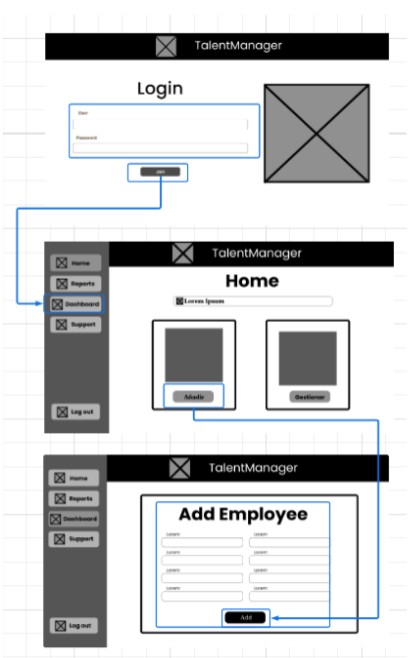 TalentManager
Login
User
Password
Join
TalentManager
Home
Home
Reports
Lorem Ipsum
Dashboard
Support
Añadir
Gestionar
Log out
TalentManager
Home
Reports
Add Employee
Dashboard
Lorem Lorem
Support
Lorem Lorem
Lorem Lorem
Lorem Lorem
Add
Log out